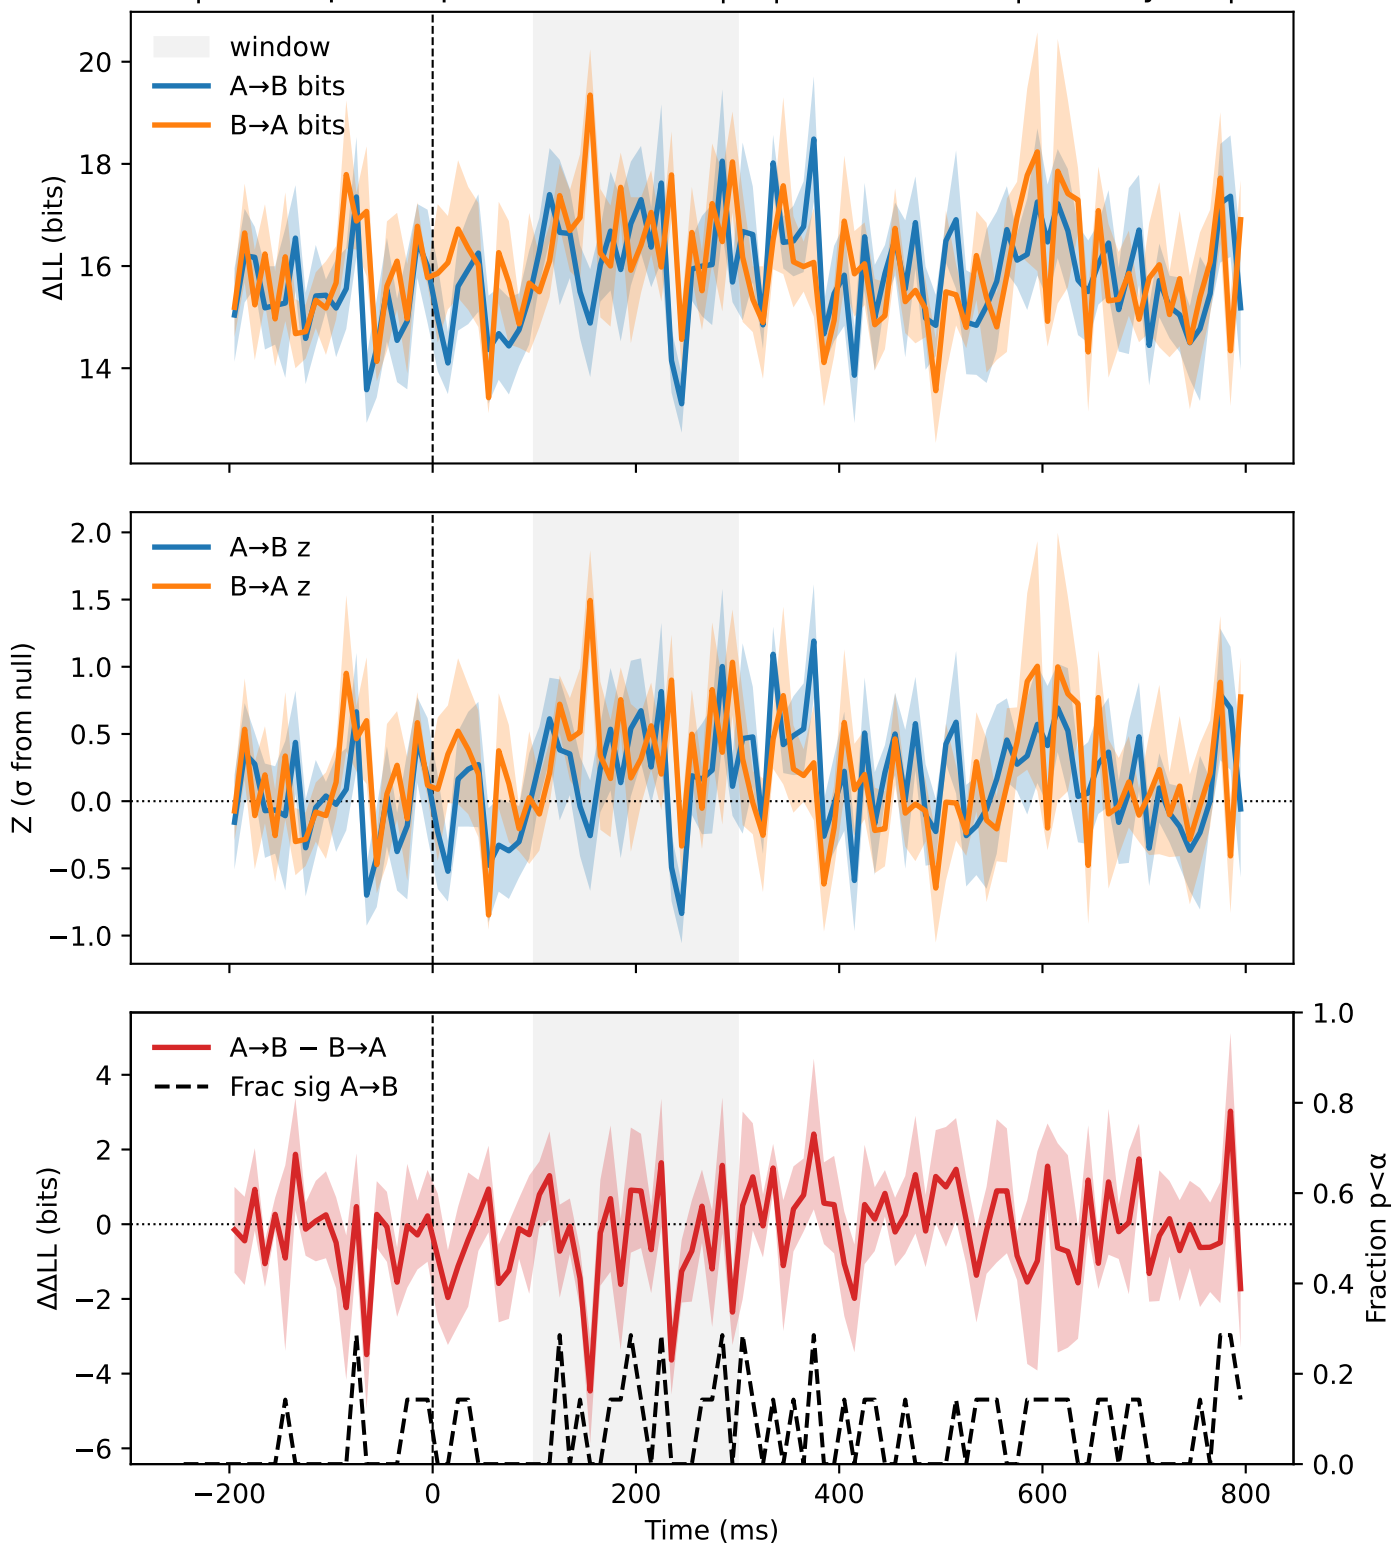 window
A→B bits
B→A bits
ΔLL (bits)
20
18
16
14
A→B z
B→A z
Z (σ from null)
2.0
1.5
1.0
0.5
0.0
−0.5
−1.0
A→B − B→A
Frac sig A→B
ΔΔLL (bits)
4
2
0
−2
−4
−6
1.0
0.8
0.6
0.4
0.2
0.0
Fraction p<α
−200
0
200
400
600
800
Time (ms)